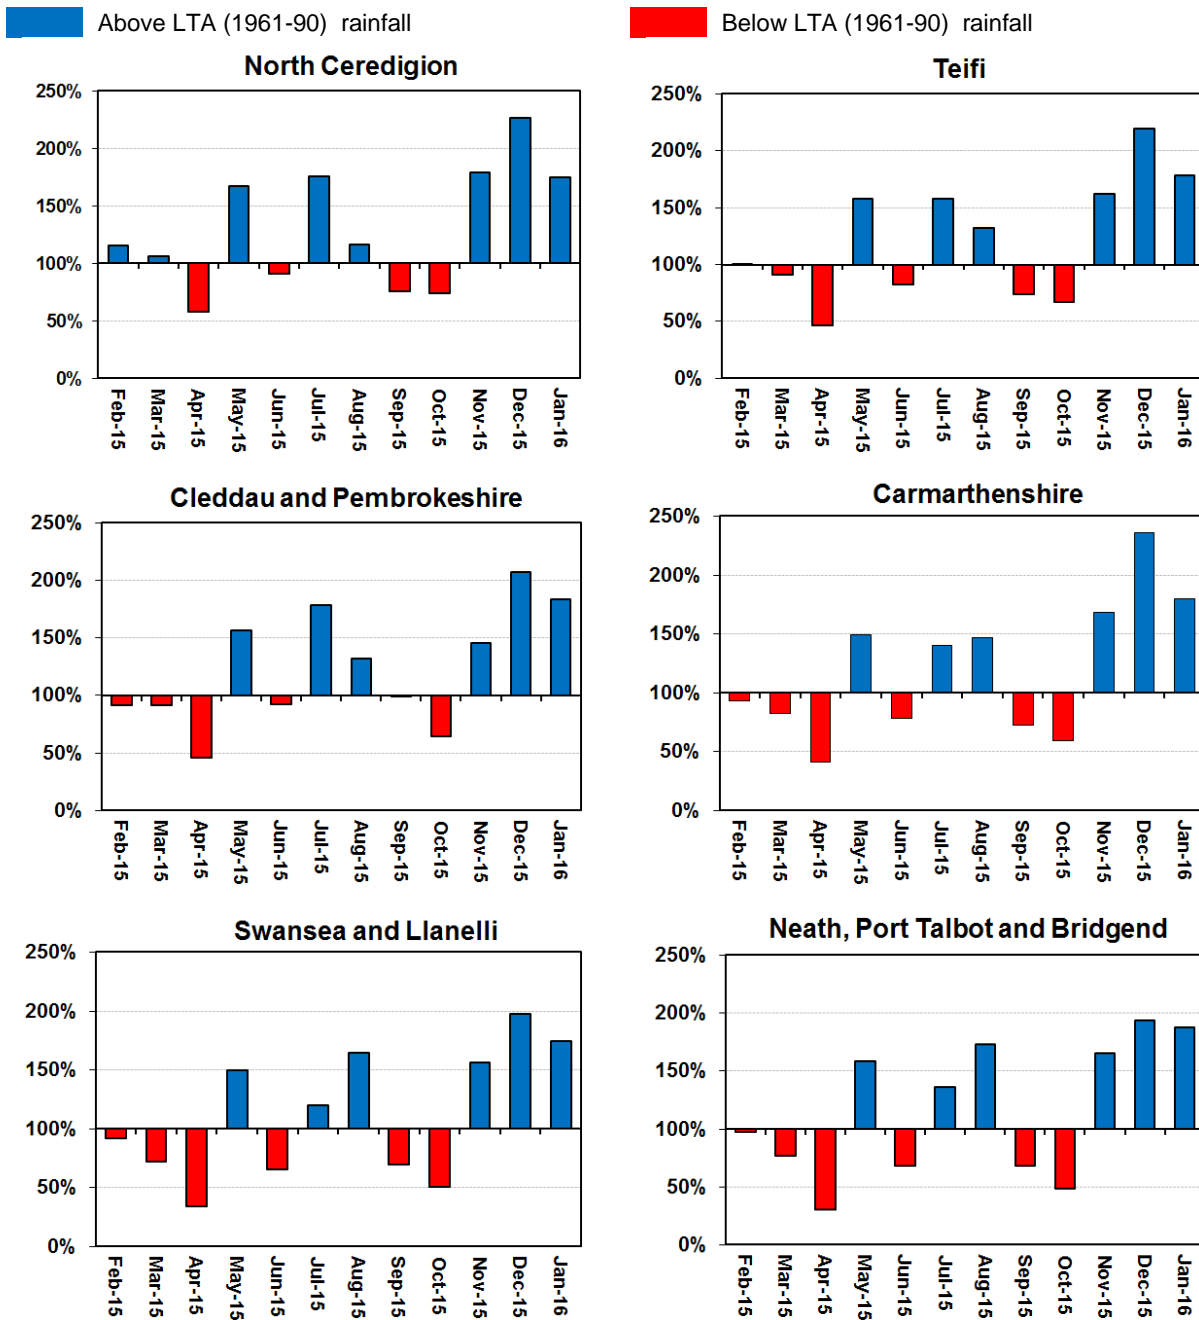 Above LTA (1961-90) rainfall
Below LTA (1961-90) rainfall
North Ceredigion
250%
200%
150%
100%
50%
0%
Feb-15
Mar-15
Apr-15
May-15
Jun-15
Jul-15
Aug-15
Sep-15
Oct-15
Nov-15
Dec-15
Jan-16
Teifi
250%
200%
150%
100%
50%
0%
Feb-15
Mar-15
Apr-15
May-15
Jun-15
Jul-15
Aug-15
Sep-15
Oct-15
Nov-15
Dec-15
Jan-16
Cleddau and Pembrokeshire
250%
200%
150%
100%
50%
0%
Feb-15
Mar-15
Apr-15
May-15
Jun-15
Jul-15
Aug-15
Sep-15
Oct-15
Nov-15
Dec-15
Jan-16
Carmarthenshire
250%
200%
150%
100%
50%
0%
Feb-15
Mar-15
Apr-15
May-15
Jun-15
Jul-15
Aug-15
Sep-15
Oct-15
Nov-15
Dec-15
Jan-16
Swansea and Llanelli
250%
200%
150%
100%
50%
0%
Feb-15
Mar-15
Apr-15
May-15
Jun-15
Jul-15
Aug-15
Sep-15
Oct-15
Nov-15
Dec-15
Jan-16
Neath, Port Talbot and Bridgend
250%
200%
150%
100%
50%
0%
Feb-15
Mar-15
Apr-15
May-15
Jun-15
Jul-15
Aug-15
Sep-15
Oct-15
Nov-15
Dec-15
Jan-16